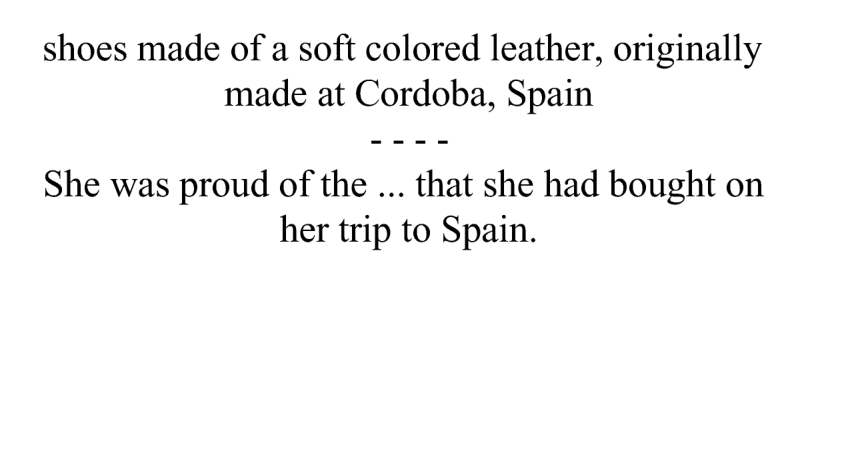 shoes made of a soft colored leather, originally
made at Cordoba, Spain
- - - -
She was proud of the ... that she had bought on
her trip to Spain.